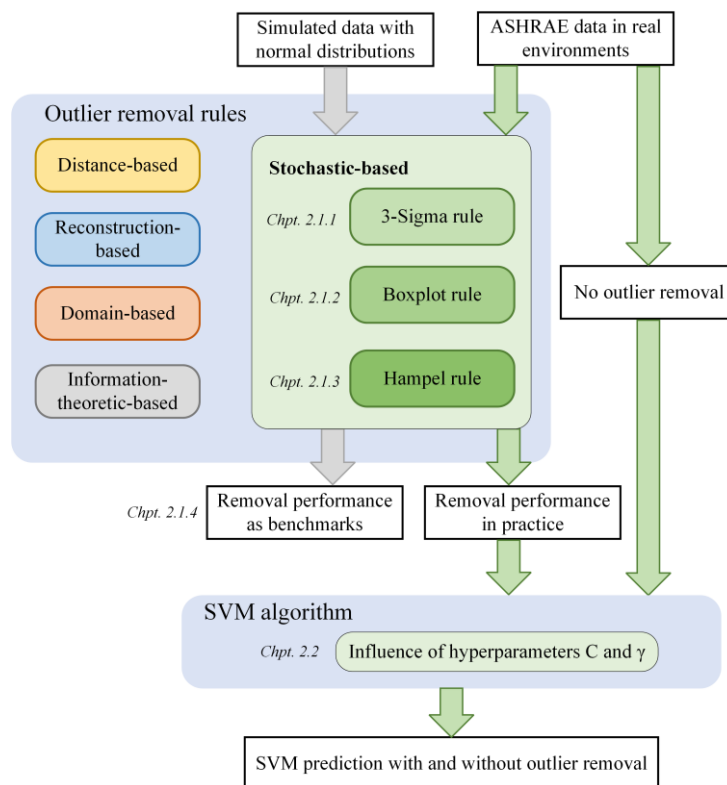 Simulated data with
normal distributions
ASHRAE data in real
environments
Outlier removal rules
Distance-based
Reconstruction-
based
Domain-based
Information-
theoretic-based
Stochastic-based
Chpt. 2.1.1
3-Sigma rule
Chpt. 2.1.2
Boxplot rule
Chpt. 2.1.3
Hampel rule
No outlier removal
Chpt. 2.1.4
Removal performance
as benchmarks
Removal performance
in practice
SVM algorithm
Chpt. 2.2
Influence of hyperparameters C and γ
SVM prediction with and without outlier removal